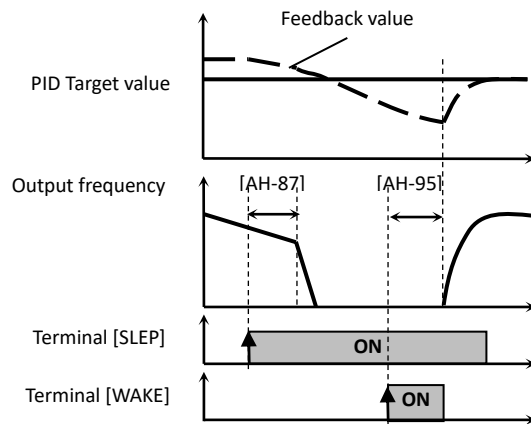 Feedback value
PID Target value
Output frequency
[AH-87]
[AH-95]
Terminal [SLEP]
ON
Terminal [WAKE]
ON